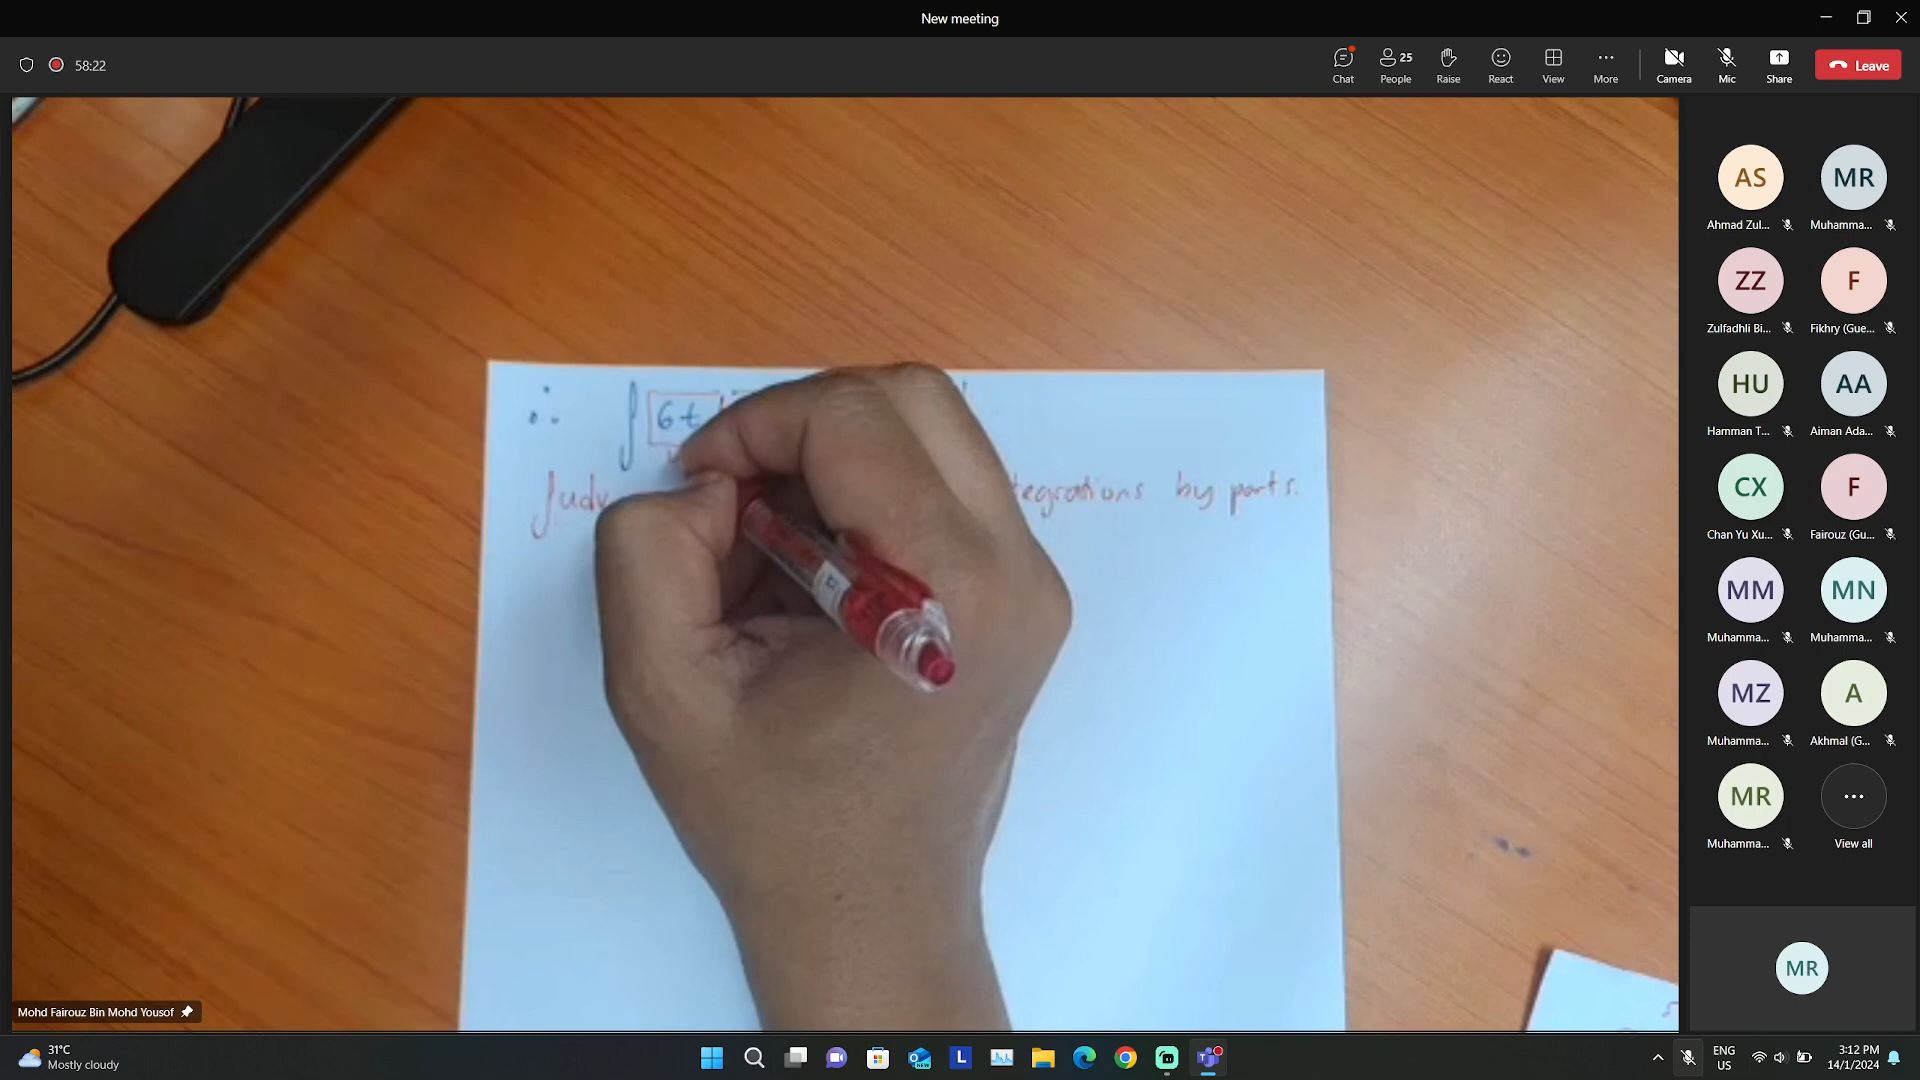 New meeting
58:22
Chat
25
People
Raise
React
View
More
Camera
Mic
Share
Leave
∴ ∫ 6t
∫udv tegrations by parts.
AS
Ahmad Zul...
MR
Muhamma...
ZZ
Zulfadhli Bi...
F
Fikhry (Gue...
HU
Hamman T...
AA
Aiman Ada...
CX
Chan Yu Xu...
F
Fairouz (Gu...
MM
Muhamma...
MN
Muhamma...
MZ
Muhamma...
A
Akhmal (G...
MR
Muhamma...
...
View all
MR
Mohd Fairouz Bin Mohd Yousof
31°C
Mostly cloudy
NEW
L
ENG
US
3:12 PM
14/1/2024